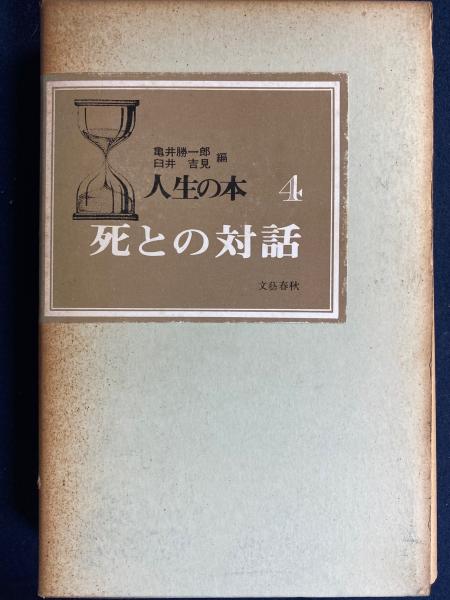 亀井勝一郎
臼井 吉見 編
人生の本 4
死との対話
文藝春秋